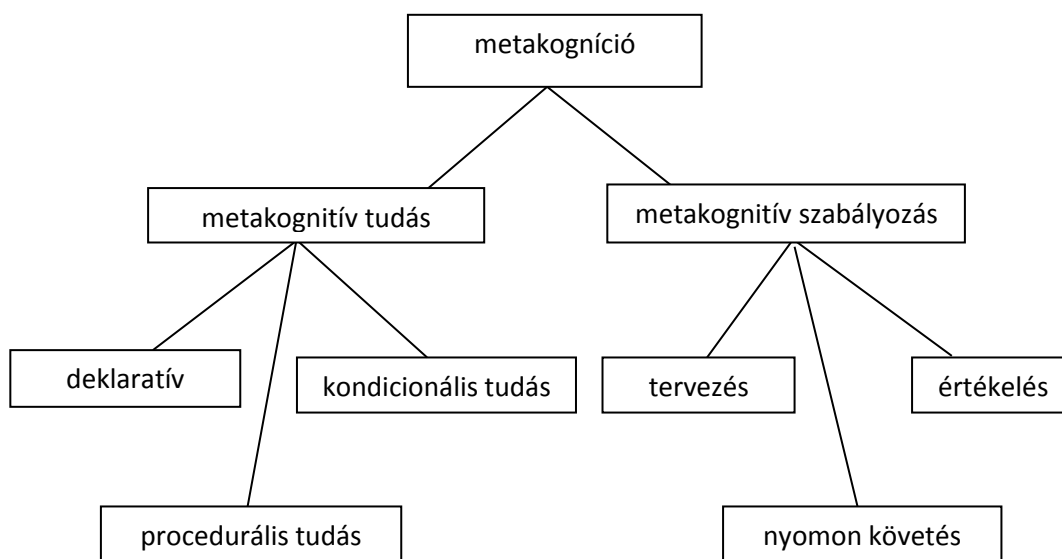 metakogníció
metakognitív tudás
metakognitív szabályozás
deklaratív
kondicionális tudás
tervezés
értékelés
procedurális tudás
nyomon követés